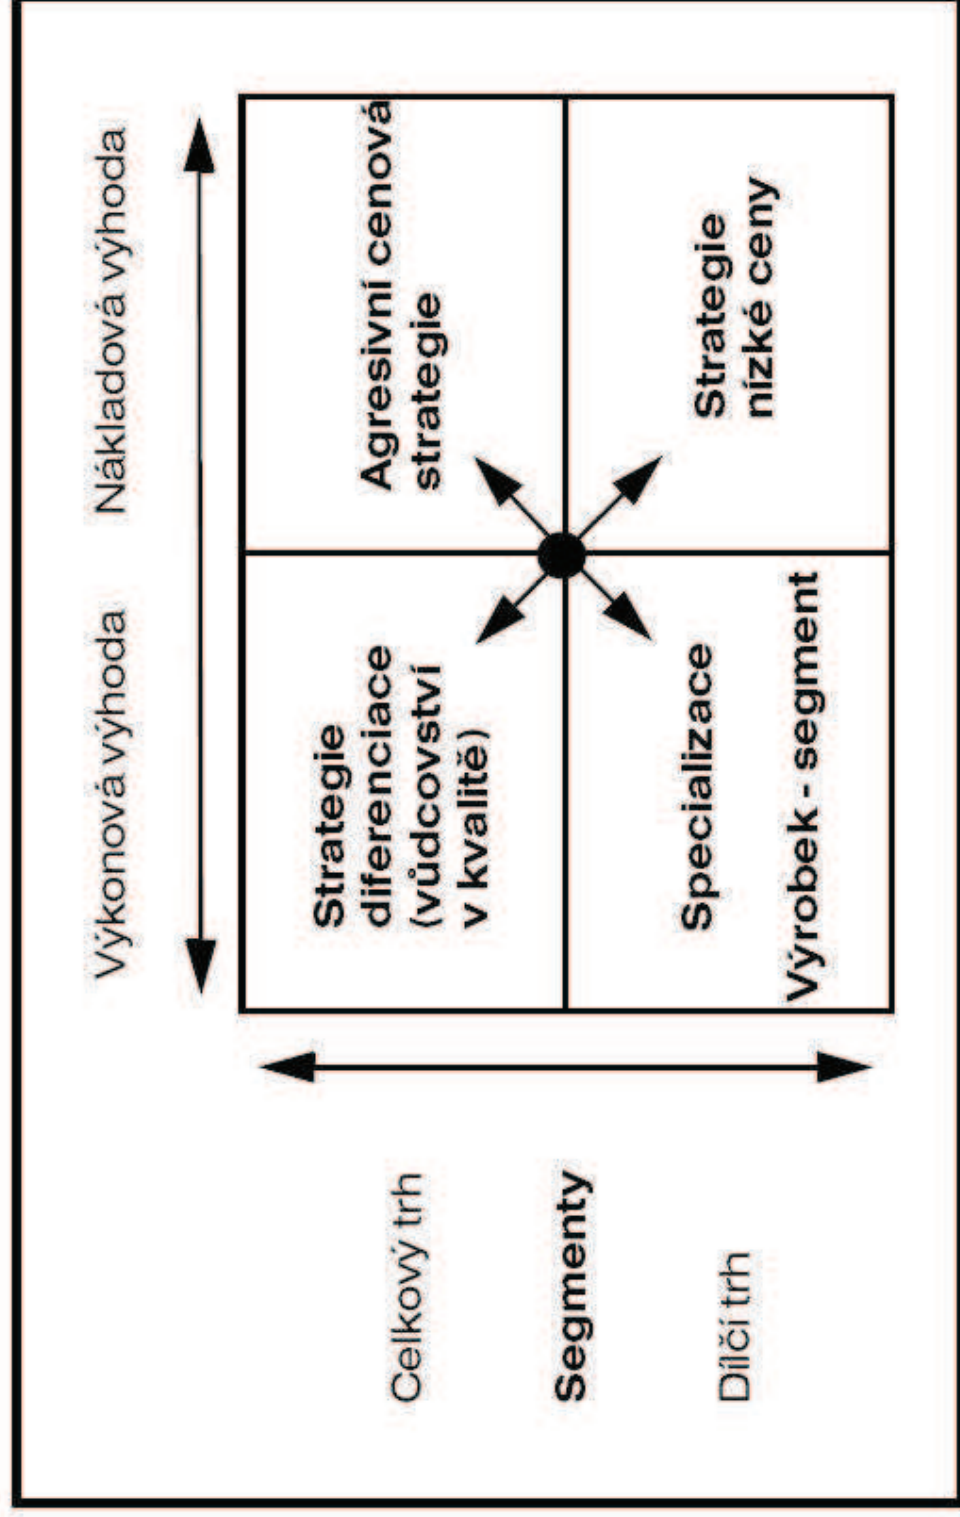 Výkonová výhoda
Nákladová výhoda
Celkový trh
Segmenty
Dílčí trh
Strategie
diferenciace
(vůdcovství
v kvalitě)
Agresivní cenová
strategie
Specializace
Výrobek - segment
Strategie
nízké ceny